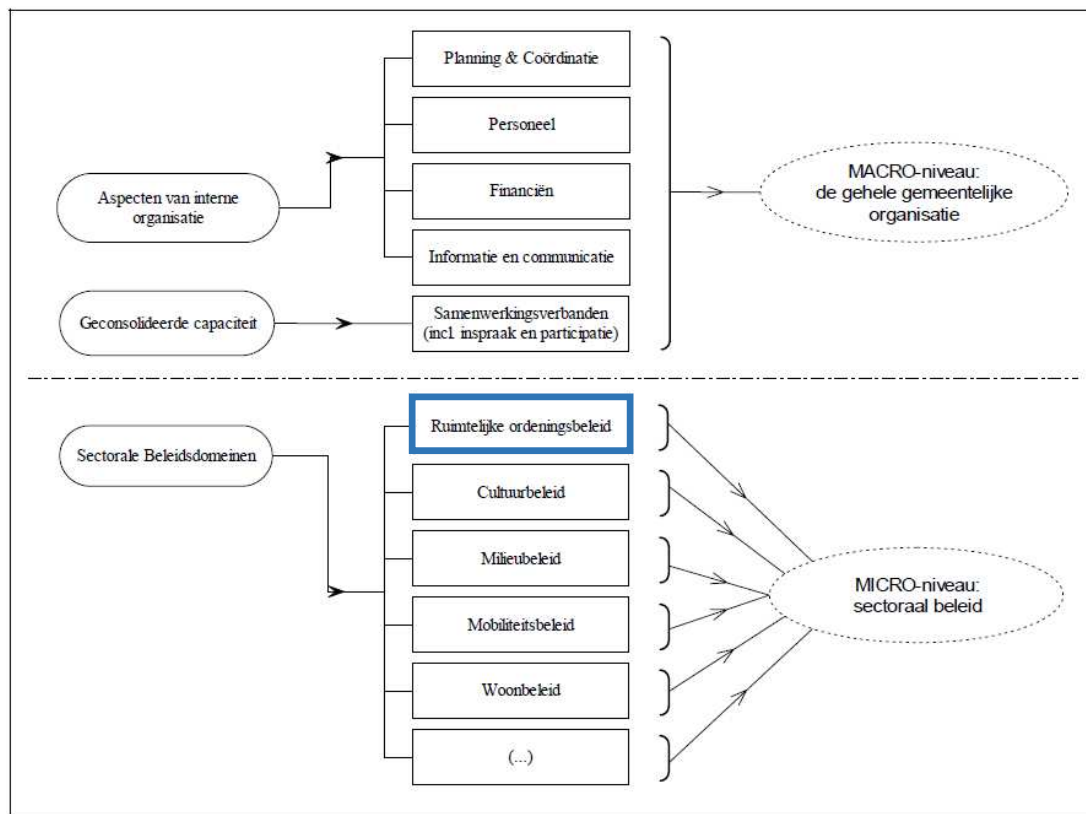 Planning & Coördinatie
Personeel
Aspecten van interne
organisatie
Financiën
MACRO-niveau:
de gehele gemeentelijke
organisatie
Informatie en communicatie
Geconsolideerde capaciteit
Samenwerkingsverbanden
(incl. inspraak en participatie)
Sectorale Beleidsdomeinen
Ruimtelijke ordeningsbeleid
Cultuurbeleid
Milieubeleid
Mobiliteitsbeleid
Woonbeleid
(...)
MICRO-niveau:
sectoraal beleid